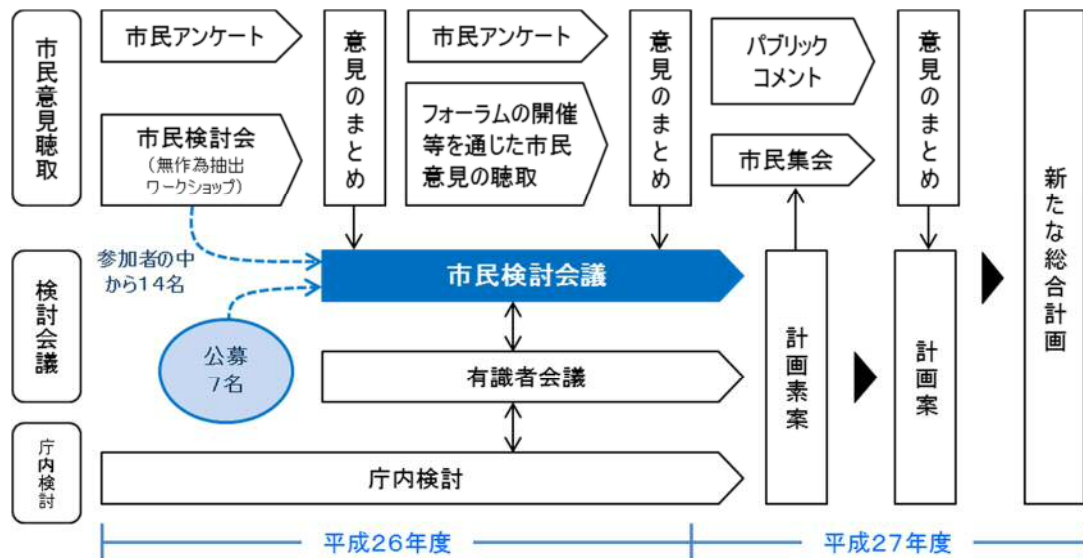 市民意見聴取
市民アンケート
市民検討会
(無作為抽出
ワークショップ)
意見のまとめ
市民アンケート
フォーラムの開催
等を通じた市民
意見の聴取
意見のまとめ
パブリック
コメント
市民集会
意見のまとめ
新たな総合計画
検討会議
参加者の中
から14名
公募
7名
市民検討会議
有識者会議
計画素案
計画案
庁内検討
庁内検討
平成26年度
平成27年度